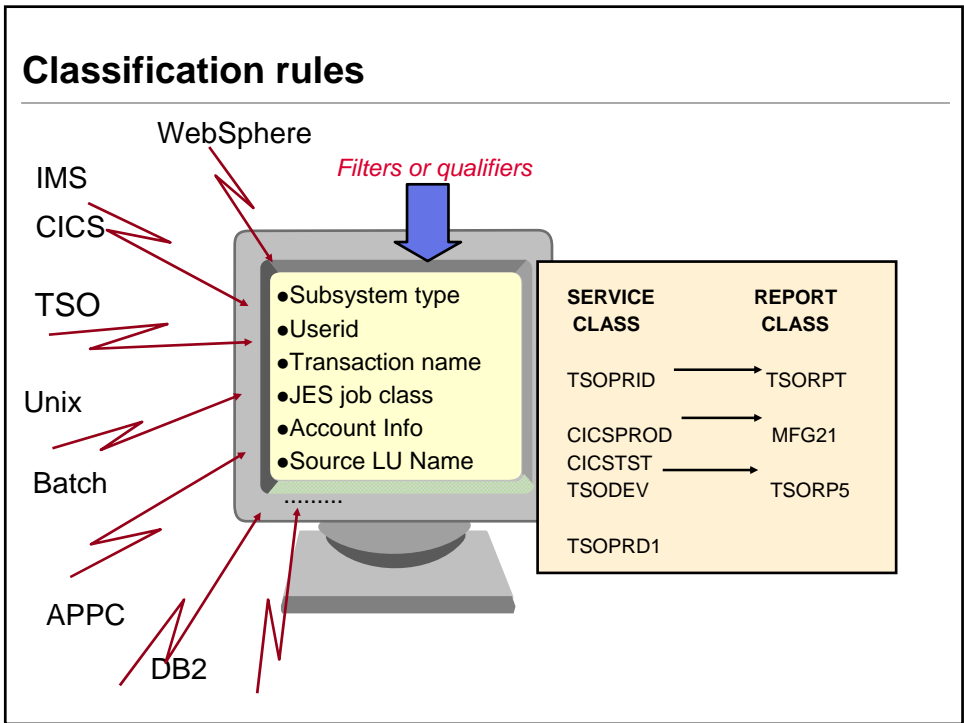 Classification rules
WebSphere
Filters or qualifiers
IMS
CICS
TSO
Unix
Batch
APPC
DB2
●Subsystem type
●Userid
●Transaction name
●JES job class
●Account Info
●Source LU Name
.........
SERVICE CLASS
REPORT CLASS
TSOPRID
TSORPT
CICSPROD
MFG21
CICSTST
TSODEV
TSORP5
TSOPRD1